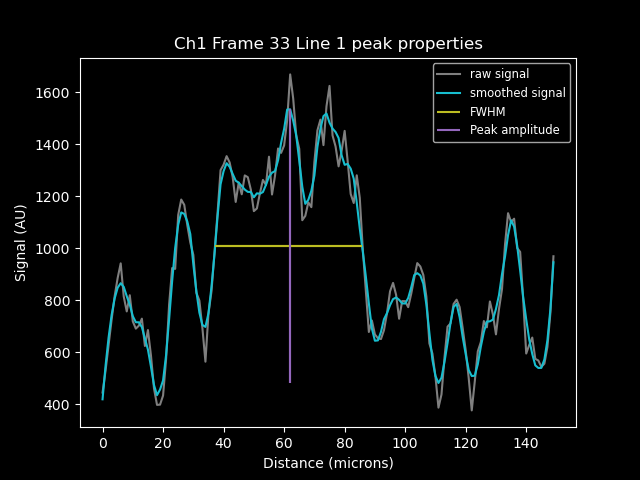 Ch1 Frame 33 Line 1 peak properties
raw signal
smoothed signal
FWHM
Peak amplitude
Signal (AU)
1600
1400
1200
1000
800
600
400
0 20 40 60 80 100 120 140
Distance (microns)